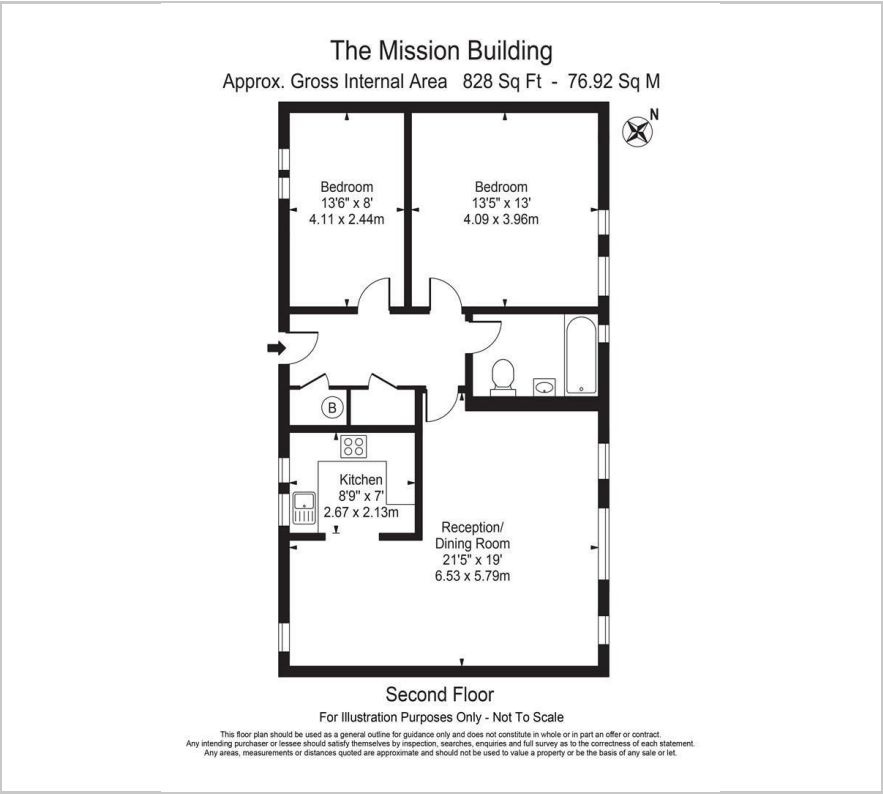 The Mission Building
Approx. Gross Internal Area 828 Sq Ft - 76.92 Sq M
N
Bedroom
13'6" x 8'
4.11 x 2.44m
Bedroom
13'5" x 13'
4.09 x 3.96m
B
Kitchen
8'9" x 7'
2.67 x 2.13m
Reception/
Dining Room
21'5" x 19'
6.53 x 5.79m
Second Floor
For Illustration Purposes Only - Not To Scale
This floor plan should be used as a general outline for guidance only and does not constitute in whole or in part an offer or contract.
Any intending purchaser or lessee should satisfy themselves by inspection, searches, enquiries and full survey as to the correctness of each statement.
Any areas, measurements or distances quoted are approximate and should not be used to value a property or be the basis of any sale or let.